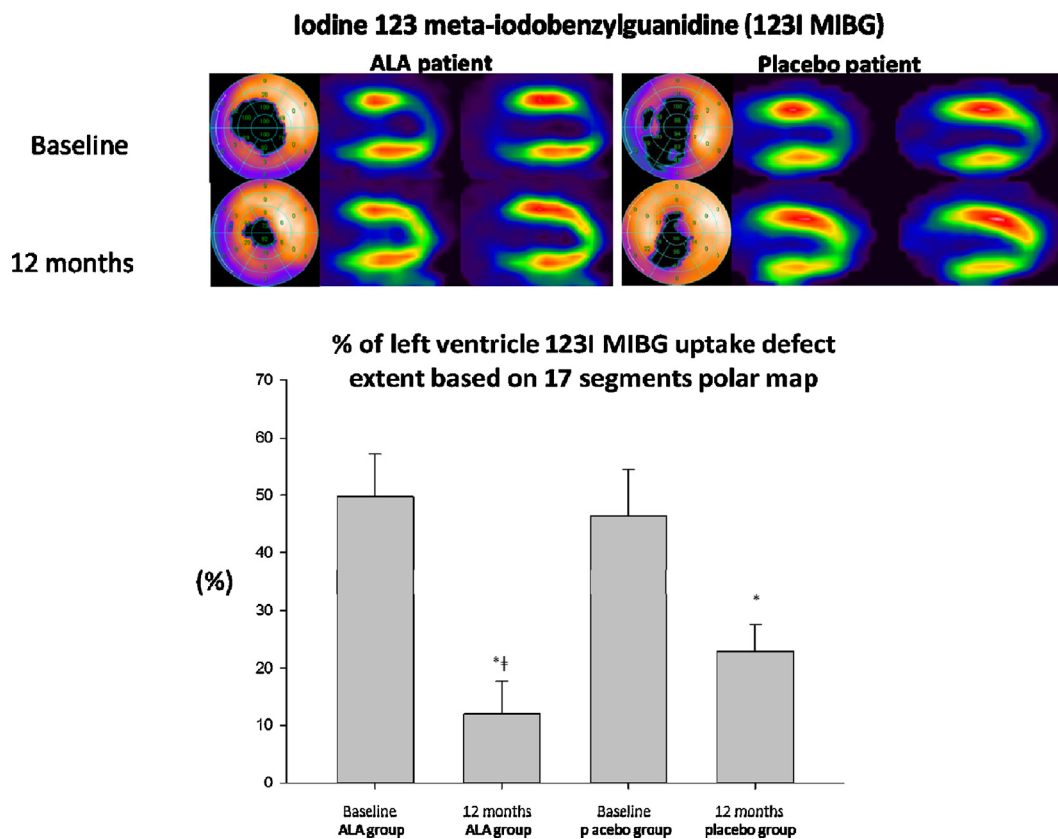 Iodine 123 meta-iodobenzylguanidine (123I MIBG)
ALA patient
Placebo patient
Baseline
12 months
% of left ventricle 123I MIBG uptake defect
extent based on 17 segments polar map
70
60
50
40
30
20
10
0
(%)
*‡
*
Baseline
ALA group
12 months
ALA group
Baseline
p acebo group
12 months
placebo group